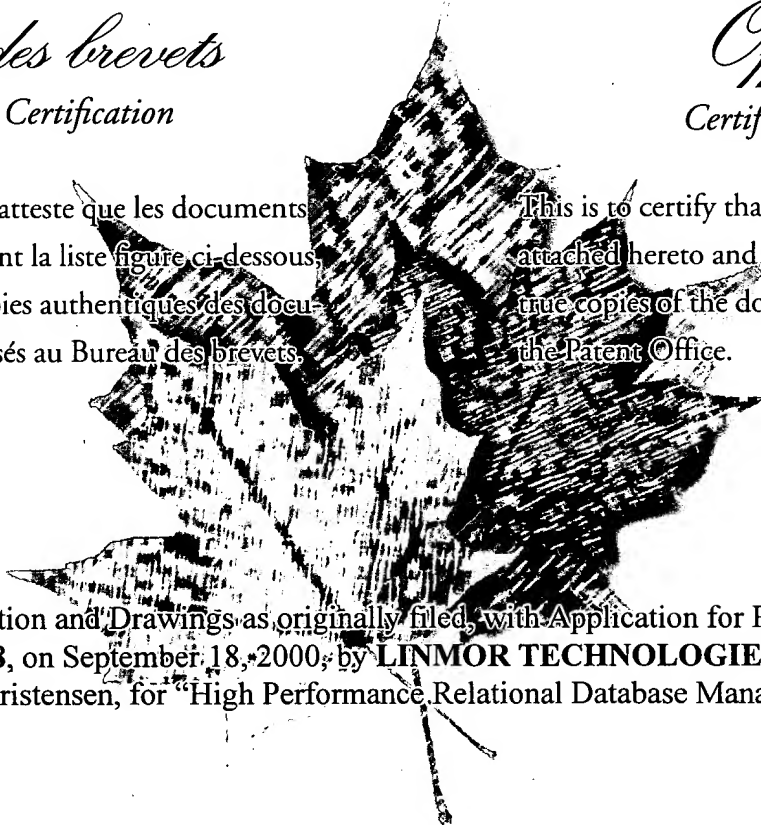 des brevets
Certification
atteste que les documents
nt la liste figure ci-dessous,
pies authentiques des docu-
sés au Bureau des brevets.
Certif
This is to certify tha
attached hereto and
true copies of the do
the Patent Office.
tion and Drawings as originally filed, with Application for P
3, on September 18, 2000, by LINMOR TECHNOLOGIE
ristensen, for "High Performance Relational Database Mana